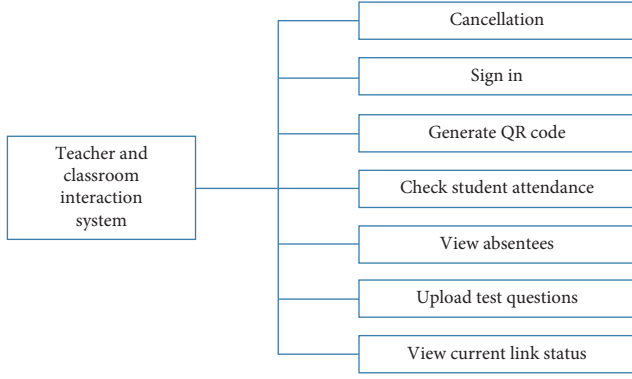 Cancellation
Sign in
Generate QR code
Teacher and
classroom
interaction
system
Check student attendance
View absentees
Upload test questions
View current link status